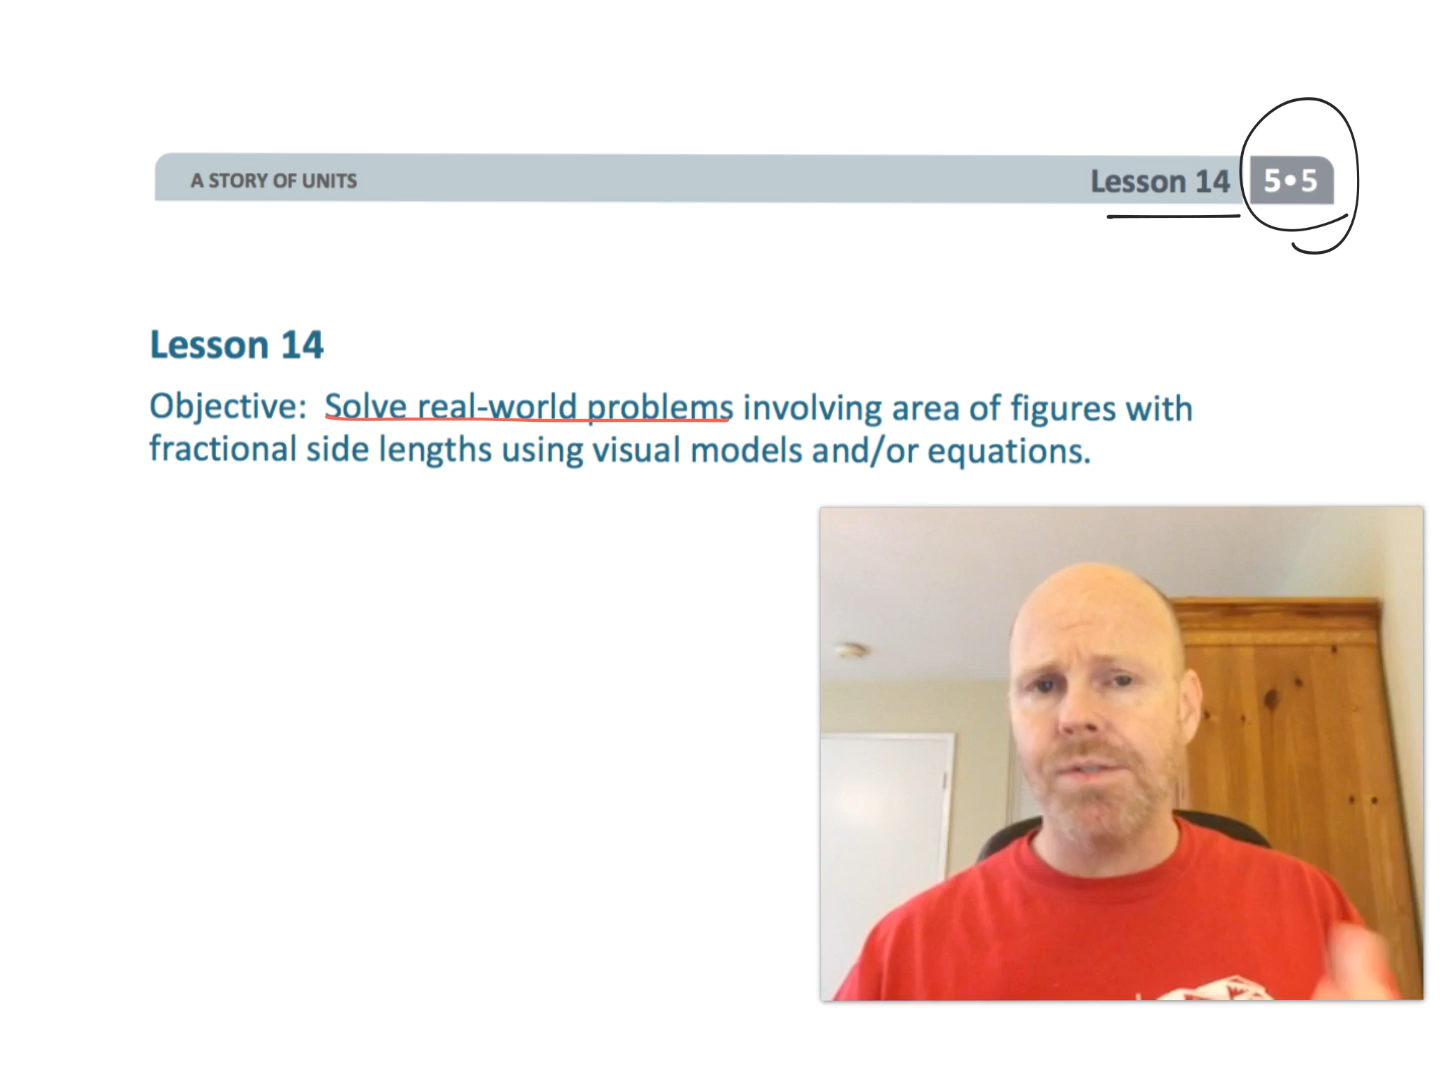 A STORY OF UNITS
Lesson 14 5•5
Lesson 14
Objective: Solve real-world problems involving area of figures with
fractional side lengths using visual models and/or equations.